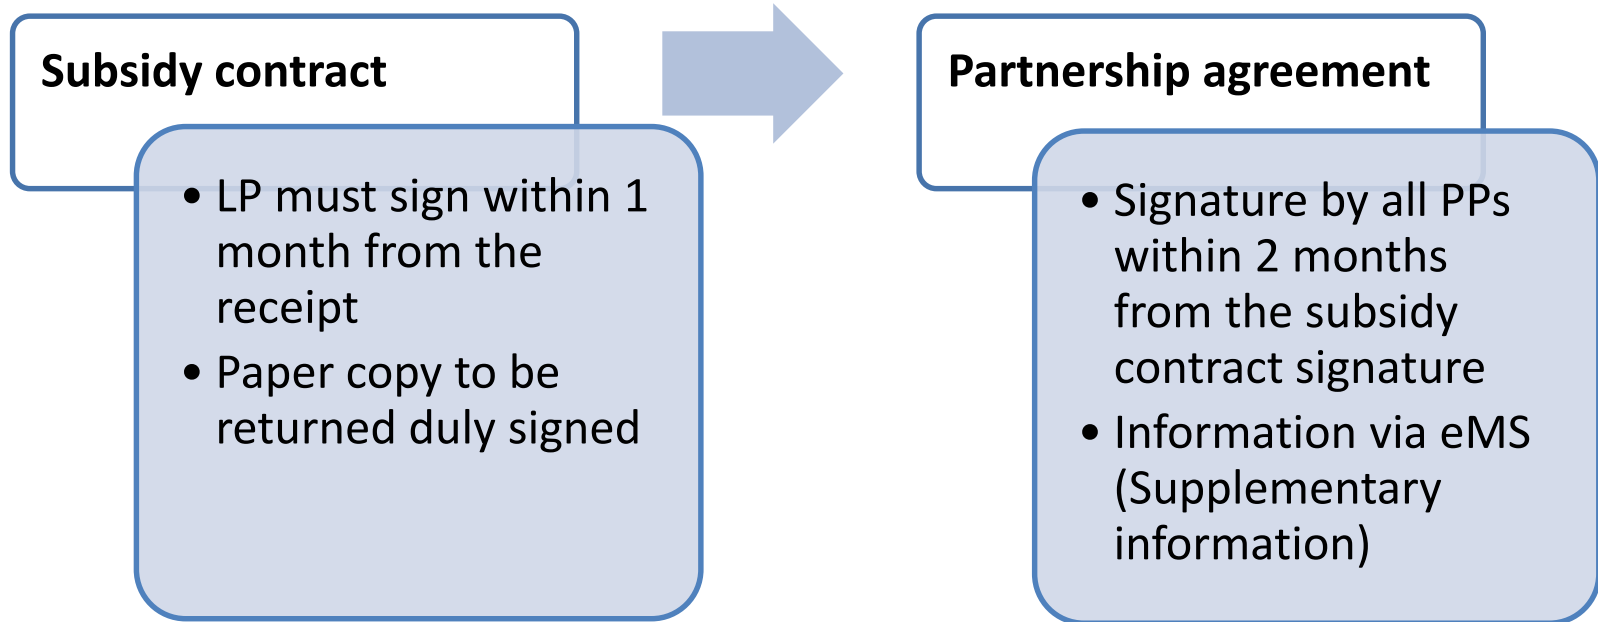 Subsidy contract
• LP must sign within 1
month from the
receipt
• Paper copy to be
returned duly signed
Partnership agreement
• Signature by all PPs
within 2 months
from the subsidy
contract signature
• Information via eMS
(Supplementary
information)